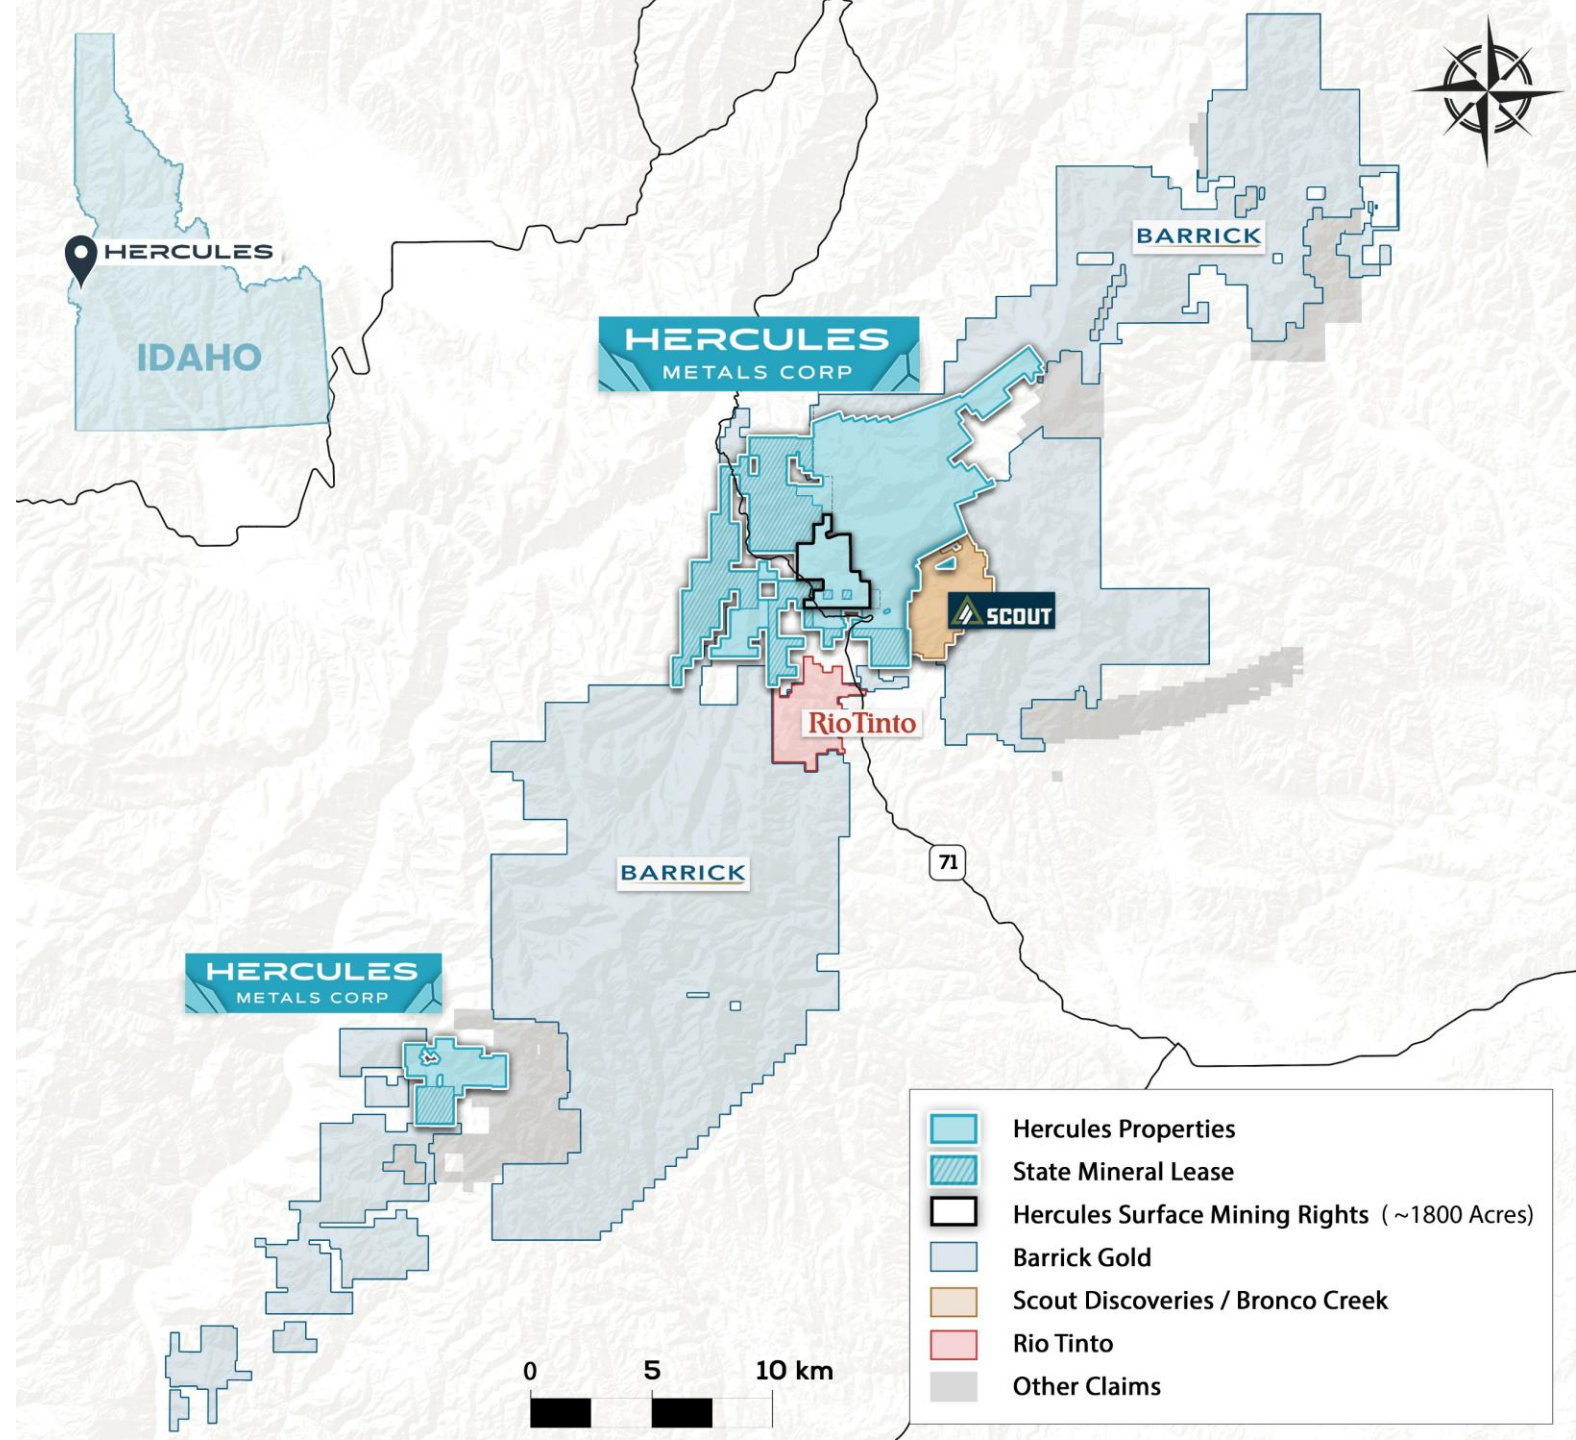 HERCULES
IDAHO
BARRICK
HERCULES
METALS CORP
SCOUT
RioTinto
71
BARRICK
HERCULES
METALS CORP
Hercules Properties
State Mineral Lease
Hercules Surface Mining Rights ( ~1800 Acres)
Barrick Gold
Scout Discoveries / Bronco Creek
Rio Tinto
Other Claims
0 5 10 km